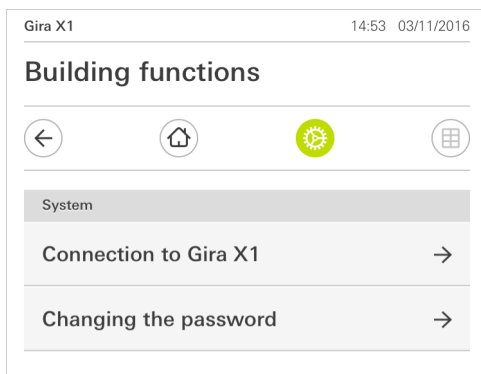 Gira X1 14:53 03/11/2016
Building functions
System
Connection to Gira X1
Changing the password